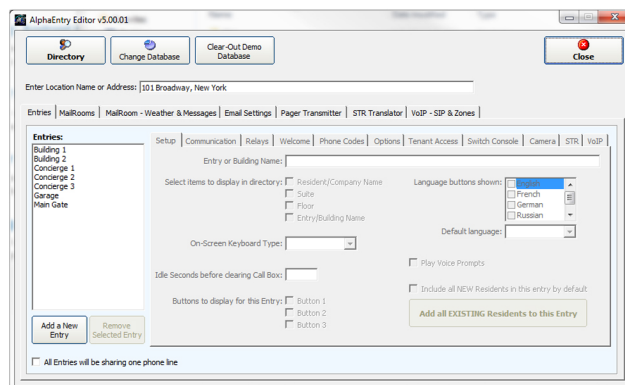 AlphaEntry Editor v5.00.01
Directory
Change Database
Clear-Out Demo Database
Close
Enter Location Name or Address: 101 Broadway, New York
Entries MailRooms MailRoom - Weather & Messages Email Settings Pager Transmitter STR Translator VoIP - SIP & Zones
Entries:
Building 1
Building 2
Concierge 1
Concierge 2
Concierge 3
Garage
Main Gate
Add a New Entry
Remove Selected Entry
Setup Communication Relays Welcome Phone Codes Options Tenant Access Switch Console Camera STR VoIP
Entry or Building Name:
Select items to display in directory:
Resident/Company Name
Suite
Floor
Entry/Building Name
Language buttons shown:
English
French
German
Russian
Default language:
On-Screen Keyboard Type:
Play Voice Prompts
Idle Seconds before clearing Call Box:
Include all NEW Residents in this entry by default
Buttons to display for this Entry:
Button 1
Button 2
Button 3
Add all EXISTING Residents to this Entry
All Entries will be sharing one phone line